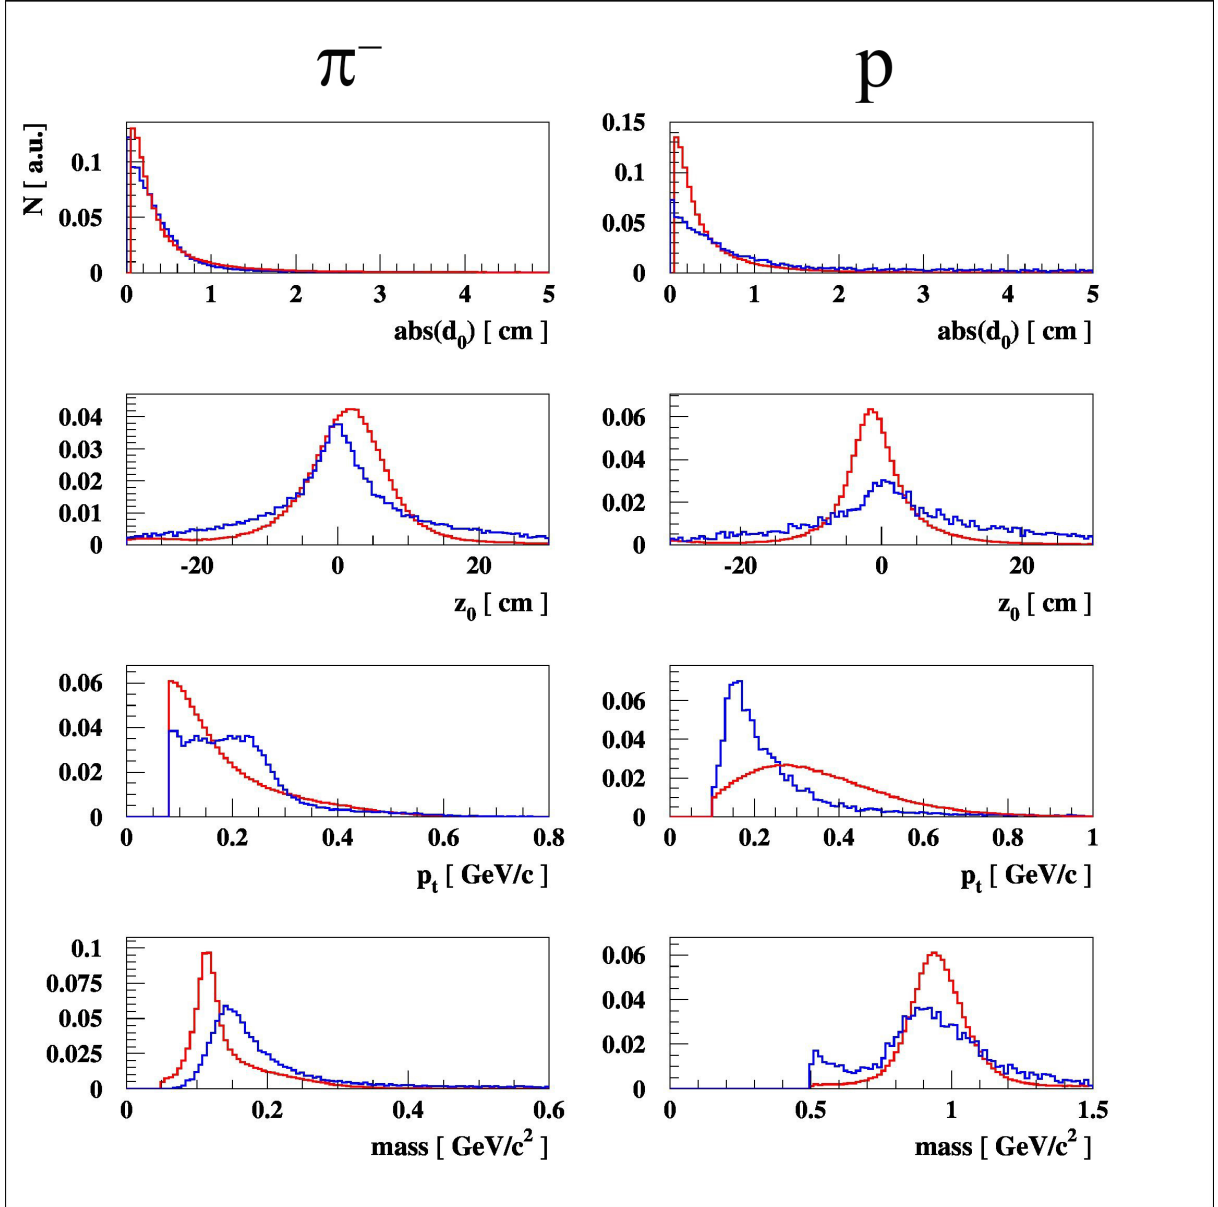 π⁻ p
N [ a.u.]
0.1
0.05
0
0 1 2 3 4 5
abs(d₀) [ cm ]
0.15
0.1
0.05
0
0 1 2 3 4 5
abs(d₀) [ cm ]
0.04
0.03
0.02
0.01
0
-20 0 20
z₀ [ cm ]
0.06
0.04
0.02
0
-20 0 20
z₀ [ cm ]
0.06
0.04
0.02
0
0 0.2 0.4 0.6 0.8
pₜ [ GeV/c ]
0.06
0.04
0.02
0
0 0.2 0.4 0.6 0.8 1
pₜ [ GeV/c ]
0.1
0.075
0.05
0.025
0
0 0.2 0.4 0.6
mass [ GeV/c² ]
0.06
0.04
0.02
0
0 0.5 1 1.5
mass [ GeV/c² ]